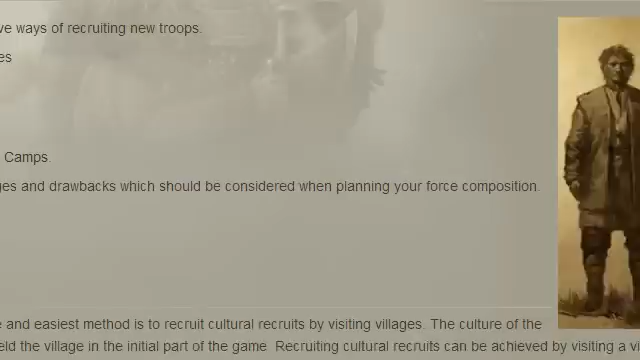 ve ways of recruiting new troops.
es
Camps.
ges and drawbacks which should be considered when planning your force composition.
e and easiest method is to recruit cultural recruits by visiting villages. The culture of the
eld the village in the initial part of the game. Recruiting cultural recruits can be achieved by visiting a vi